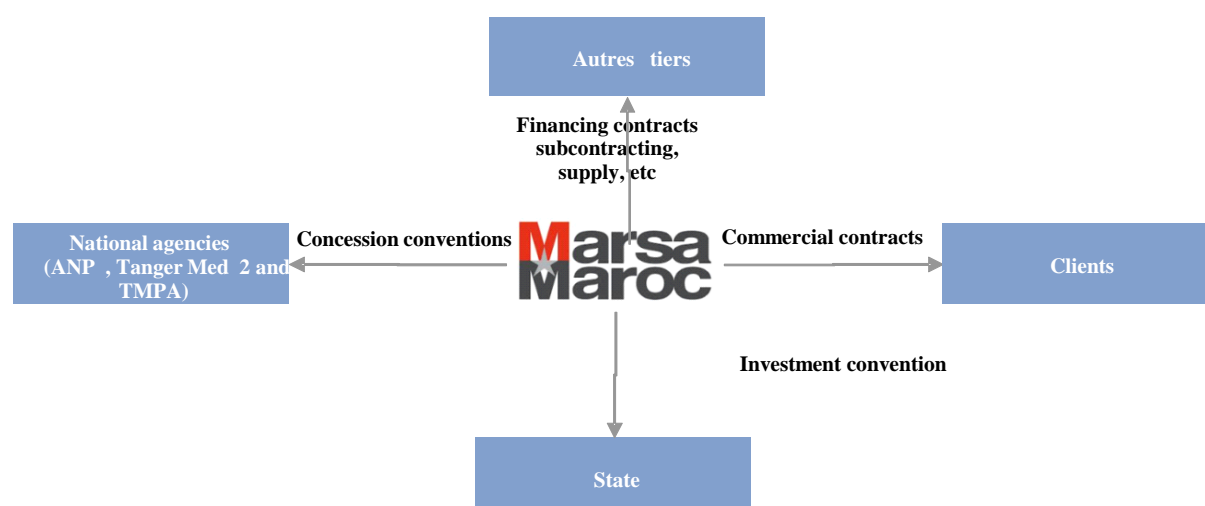 Autres tiers
Financing contracts
subcontracting,
supply, etc
National agencies
(ANP , Tanger Med 2 and
TMPA)
Concession conventions
Marsa
Maroc
Commercial contracts
Clients
Investment convention
State